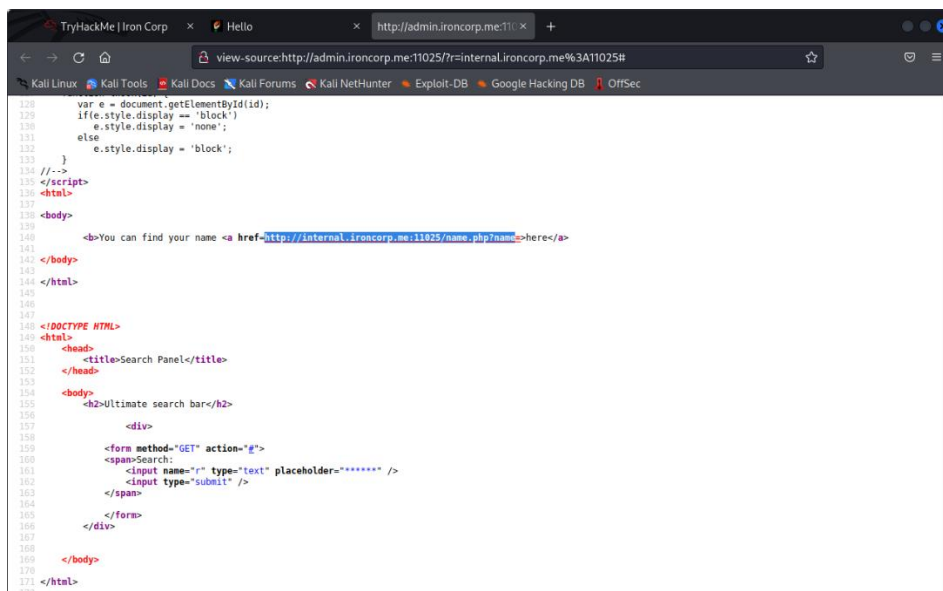 TryHackMe | Iron Corp × Hello × http://admin.ironcorp.me:110 × +
view-source:http://admin.ironcorp.me:11025/?r=internal.ironcorp.me%3A11025#
Kali Linux Kali Tools Kali Docs Kali Forums Kali NetHunter Exploit-DB Google Hacking DB OffSec
128 var e = document.getElementById(id);
129 if(e.style.display == 'block')
130 e.style.display = 'none';
131 else
132 e.style.display = 'block';
133 }
134 //-->
135 </script>
136 <html>
137
138 <body>
139
140 <b>You can find your name <a href=http://internal.ironcorp.me:11025/name.php?name=>here</a>
141
142 </body>
143
144 </html>
145
146
147
148 <!DOCTYPE HTML>
149 <html>
150 <head>
151 <title>Search Panel</title>
152 </head>
153
154 <body>
155 <h2>Ultimate search bar</h2>
156
157 <div>
158
159 <form method="GET" action="#">
160 <span>Search:
161 <input name="r" type="text" placeholder="******" />
162 <input type="submit" />
163 </span>
164
165 </form>
166 </div>
167
168
169 </body>
170
171 </html>